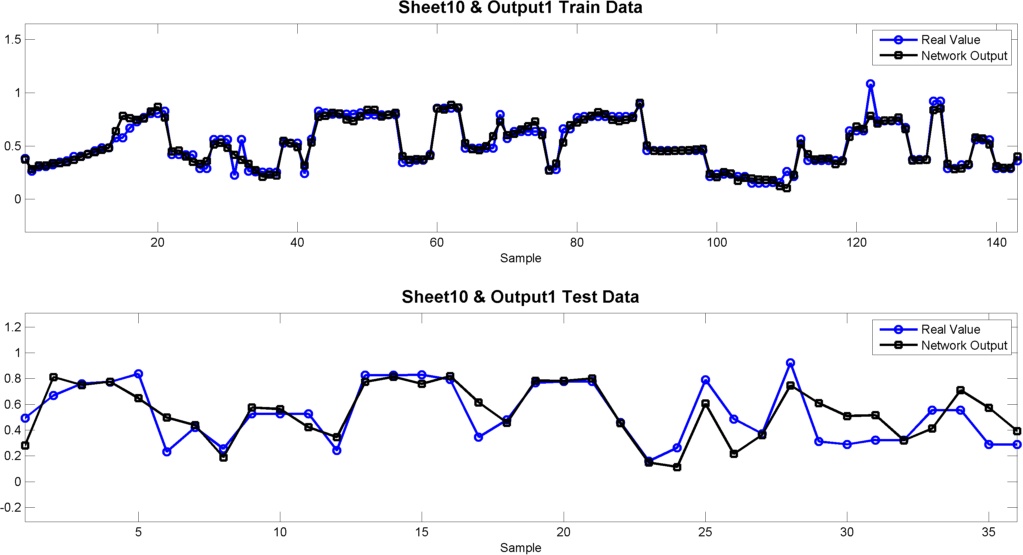 Sheet10 & Output1 Train Data
1.5
1
0.5
0
Real Value
Network Output
20 40 60 80 100 120 140
Sample
Sheet10 & Output1 Test Data
1.2
1
0.8
0.6
0.4
0.2
0
-0.2
Real Value
Network Output
5 10 15 20 25 30 35
Sample